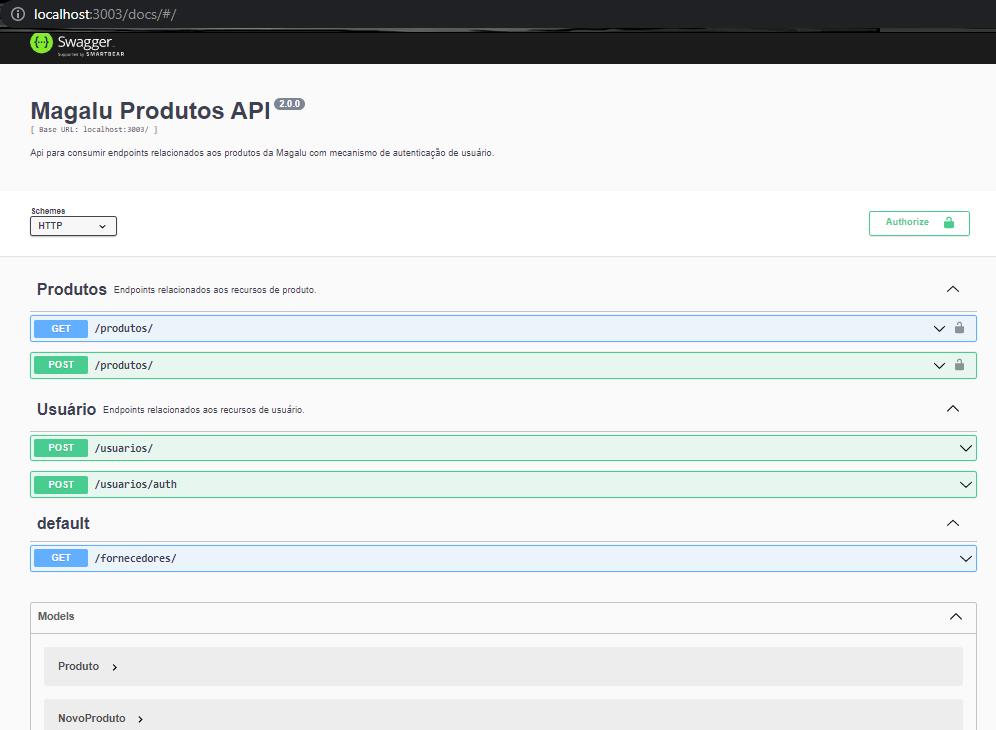 localhost:3003/docs/#/
Swagger
Supported by SMARTBEAR
Magalu Produtos API 2.0.0
[ Base URL: localhost:3003/ ]
Api para consumir endpoints relacionados aos produtos da Magalu com mecanismo de autenticação de usuário.
Schemes
HTTP
Authorize
Produtos Endpoints relacionados aos recursos de produto.
GET /produtos/
POST /produtos/
Usuário Endpoints relacionados aos recursos de usuário.
POST /usuarios/
POST /usuarios/auth
default
GET /fornecedores/
Models
Produto
NovoProduto